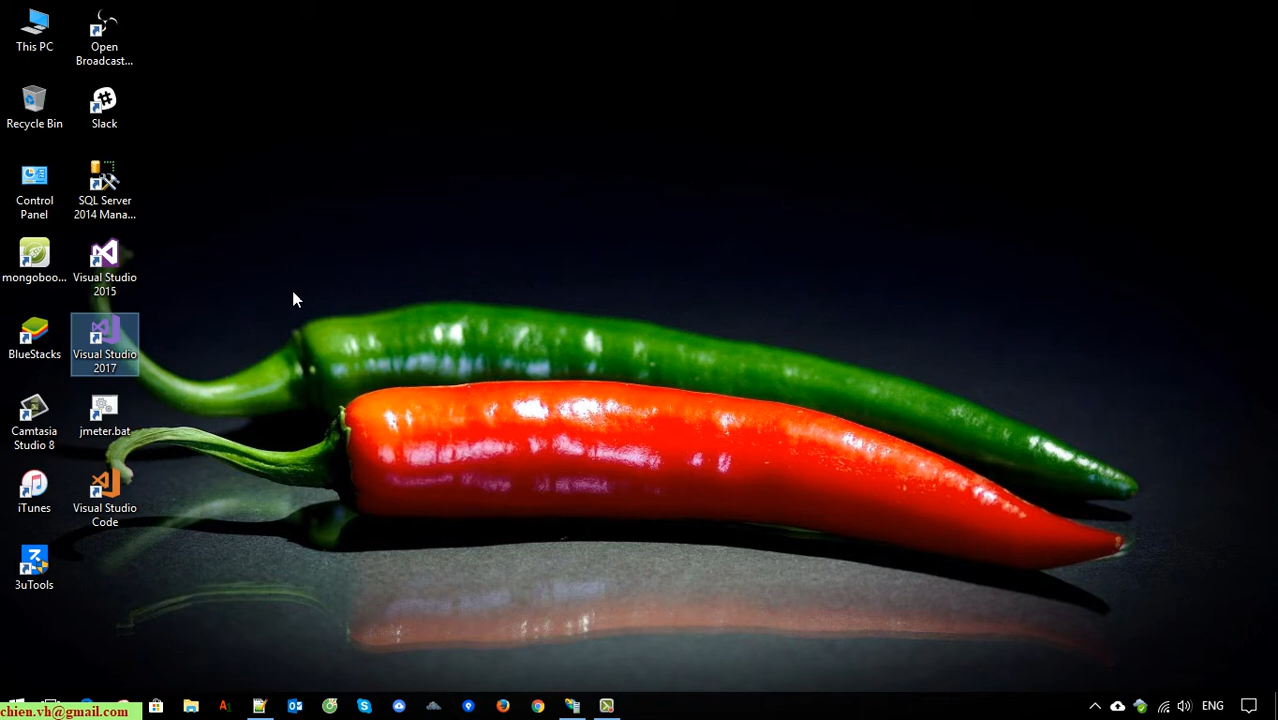 This PC
Open
Broadcast...
Recycle Bin
Slack
Control
Panel
SQL Server
2014 Mana...
mongoboo...
Visual Studio
2015
BlueStacks
Visual Studio
2017
Camtasia
Studio 8
jmeter.bat
iTunes
Visual Studio
Code
3uTools
chien.vh@gmail.com
ENG